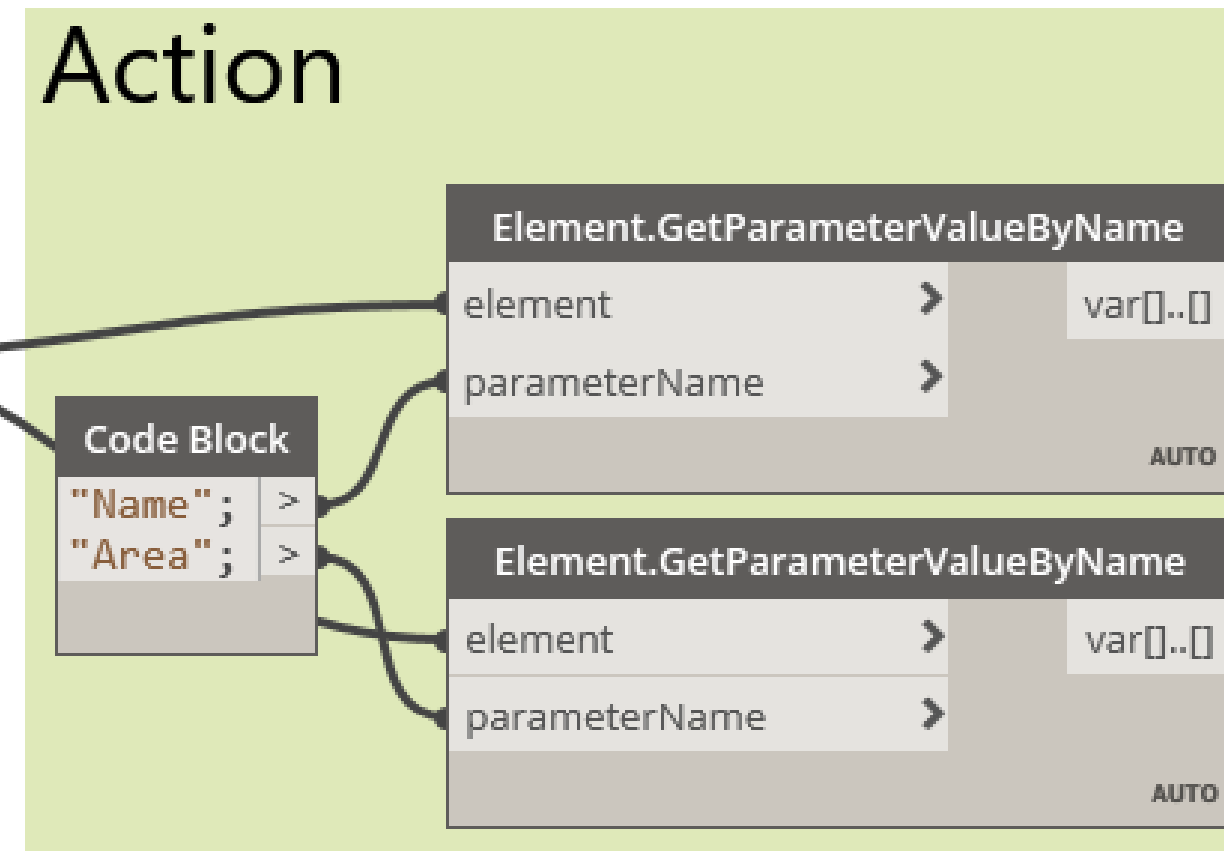 Action
Element.GetParameterValueByName
element > var[]..[]
parameterName >
AUTO
Code Block
"Name"; >
"Area"; >
Element.GetParameterValueByName
element > var[]..[]
parameterName >
AUTO